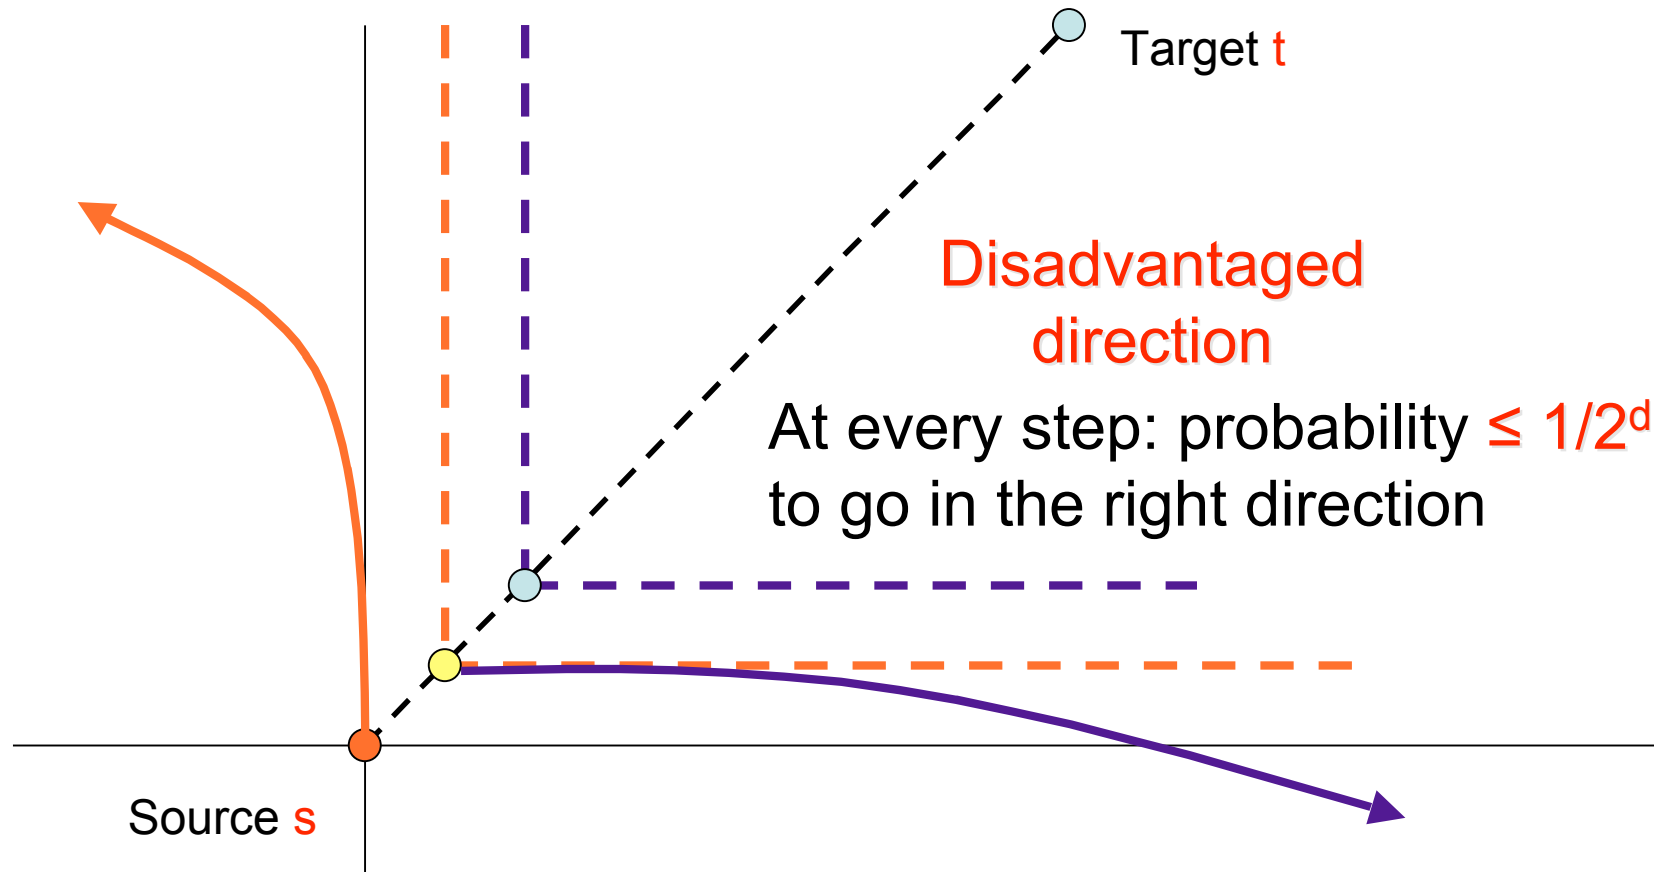 Target t
Disadvantaged
direction
At every step: probability ≤ 1/2ᵈ
to go in the right direction
Source s